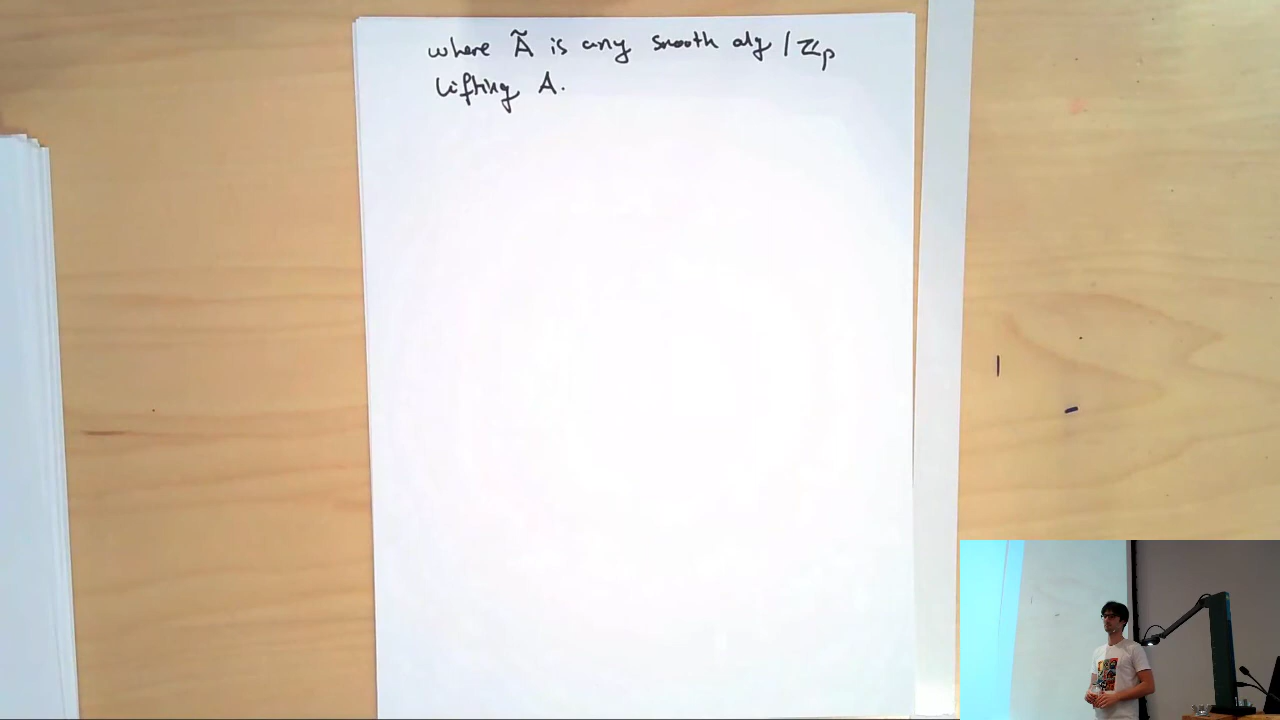 where Ã is any smooth alg / ℤp
lifting A.